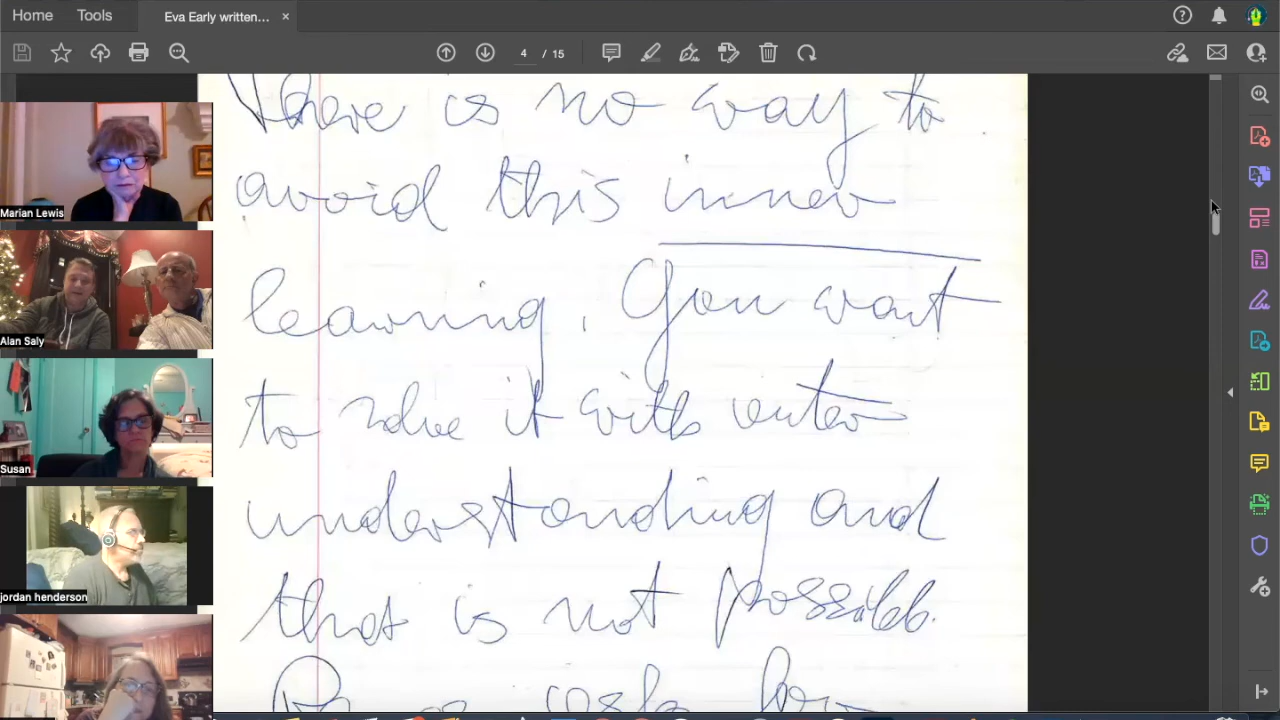 Home
Tools
Eva Early written...
4 / 15
Marian Lewis
Alan Saly
Susan
jordan henderson
There is no way to
avoid this inner
learning. You want
to solve it with outer
understanding and
that is not possible.